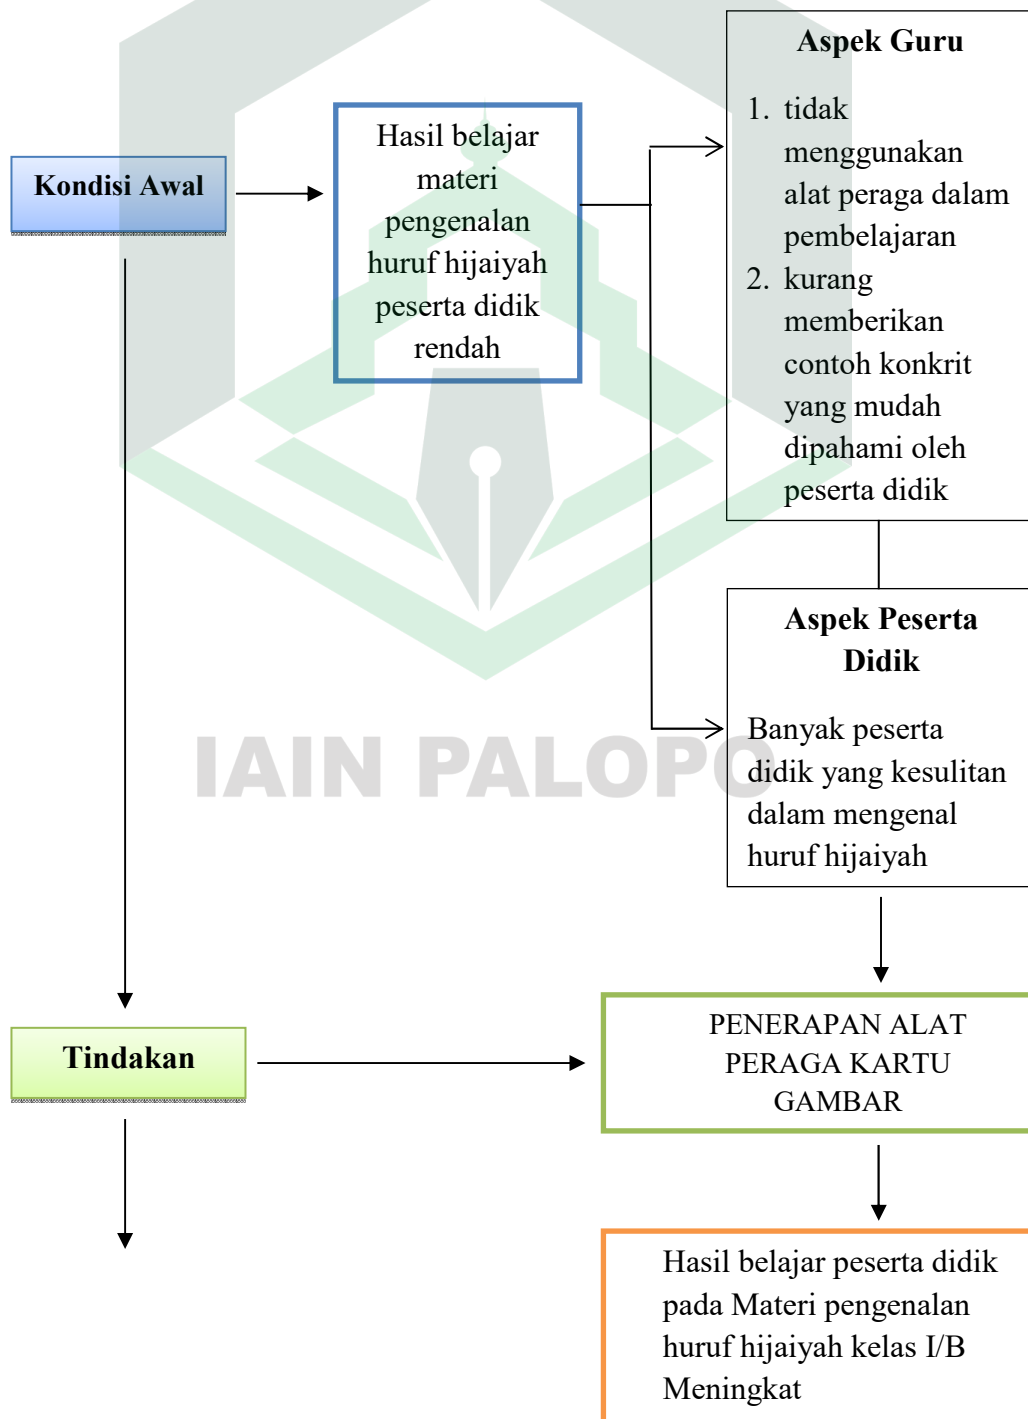 Aspek Guru
1. tidak
menggunakan
alat peraga dalam
pembelajaran
2. kurang
memberikan
contoh konkrit
yang mudah
dipahami oleh
peserta didik
Kondisi Awal
Hasil belajar
materi
pengenalan
huruf hijaiyah
peserta didik
rendah
Aspek Peserta
Didik
Banyak peserta
didik yang kesulitan
dalam mengenal
huruf hijaiyah
IAIN PALOPO
Tindakan
PENERAPAN ALAT
PERAGA KARTU
GAMBAR
Hasil belajar peserta didik
pada Materi pengenalan
huruf hijaiyah kelas I/B
Meningkat